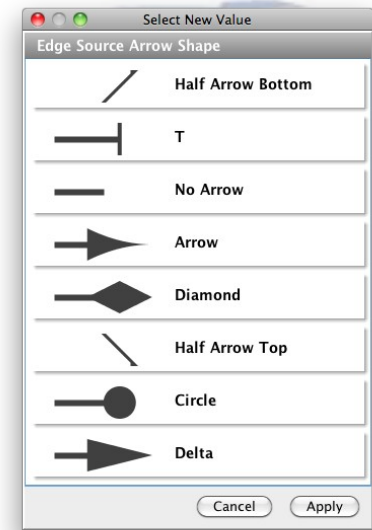 Select New Value
Edge Source Arrow Shape
Half Arrow Bottom
T
No Arrow
Arrow
Diamond
Half Arrow Top
Circle
Delta
Cancel Apply